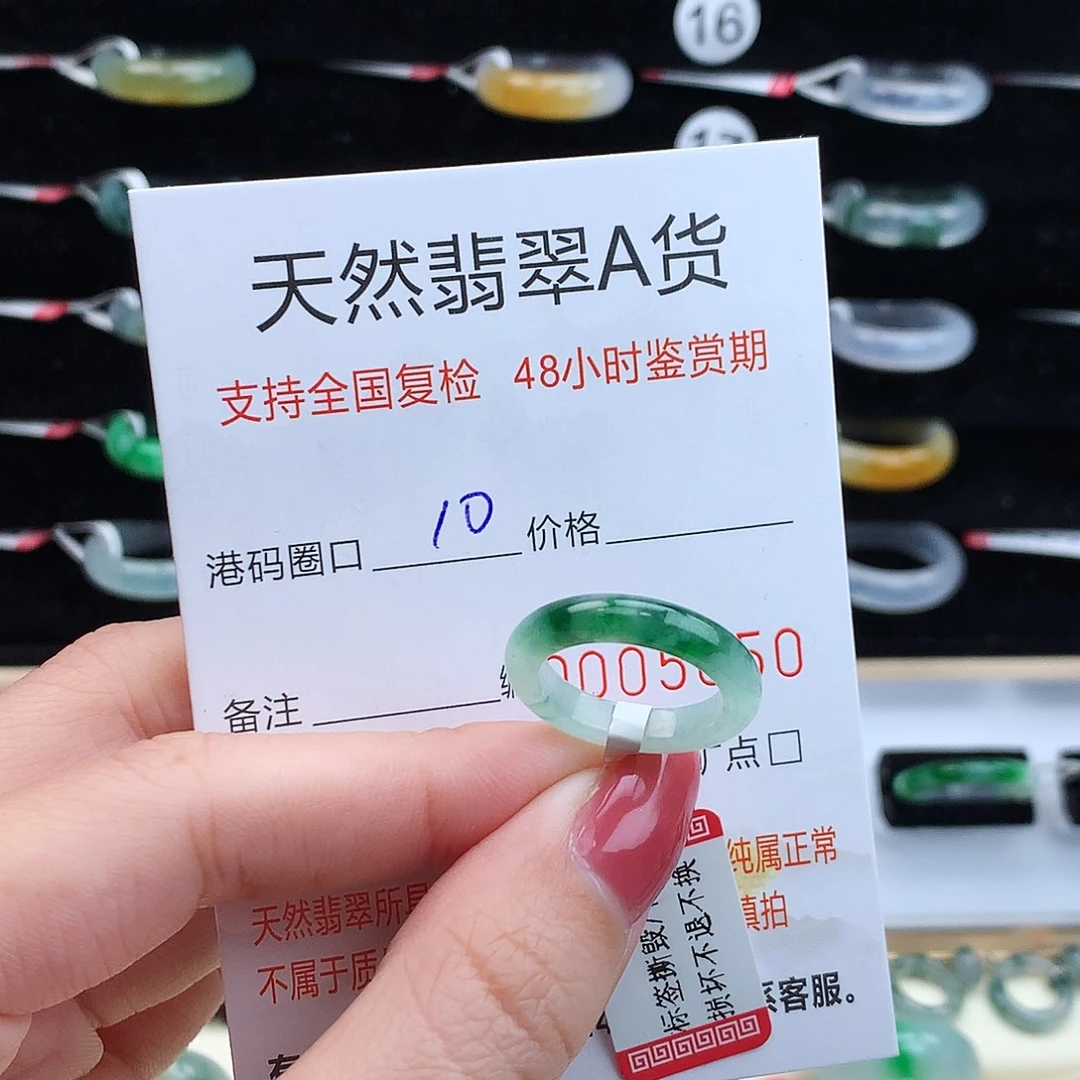 16
17
天然翡翠A货
支持全国复检 48小时鉴赏期
港码圈口 10 价格
备注
点□
天然翡翠所 纯属正常
不属于质 慎拍
客服。
标签撕毁
损坏不退不换